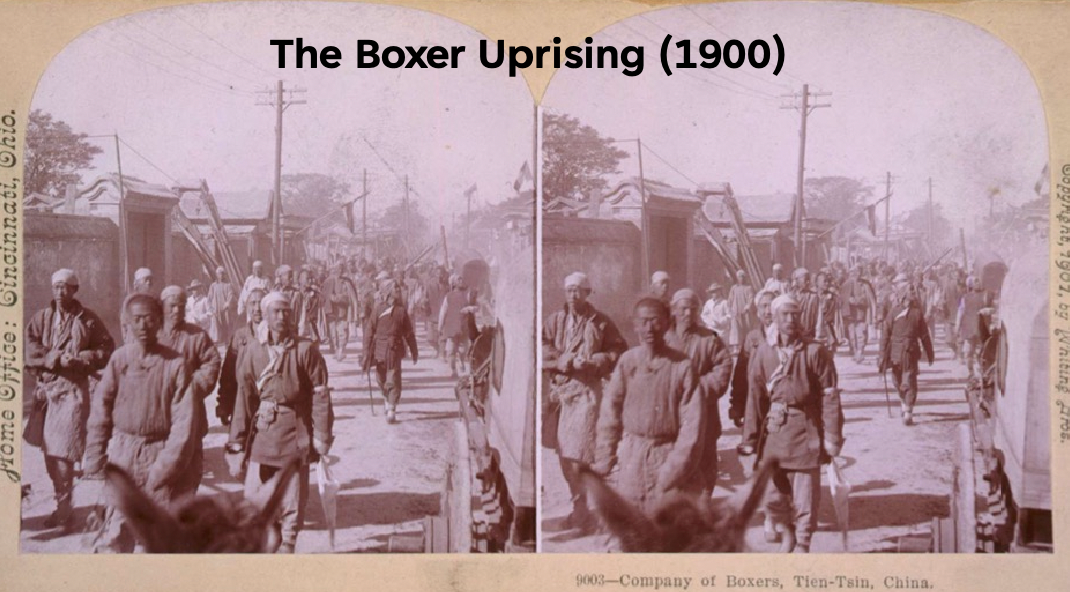 The Boxer Uprising (1900)
Home Office: Cincinnati, Ohio.
Copyright, 1901, by Whiting Bros.
9003—Company of Boxers, Tien-Tsin, China.